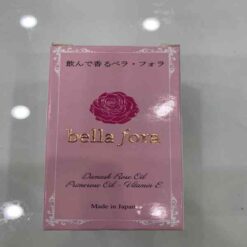 飲んで香るベラ・フォラ
bella fora
Damask Rose Oil
Primrose Oil - Vitamin E
Made in Japan